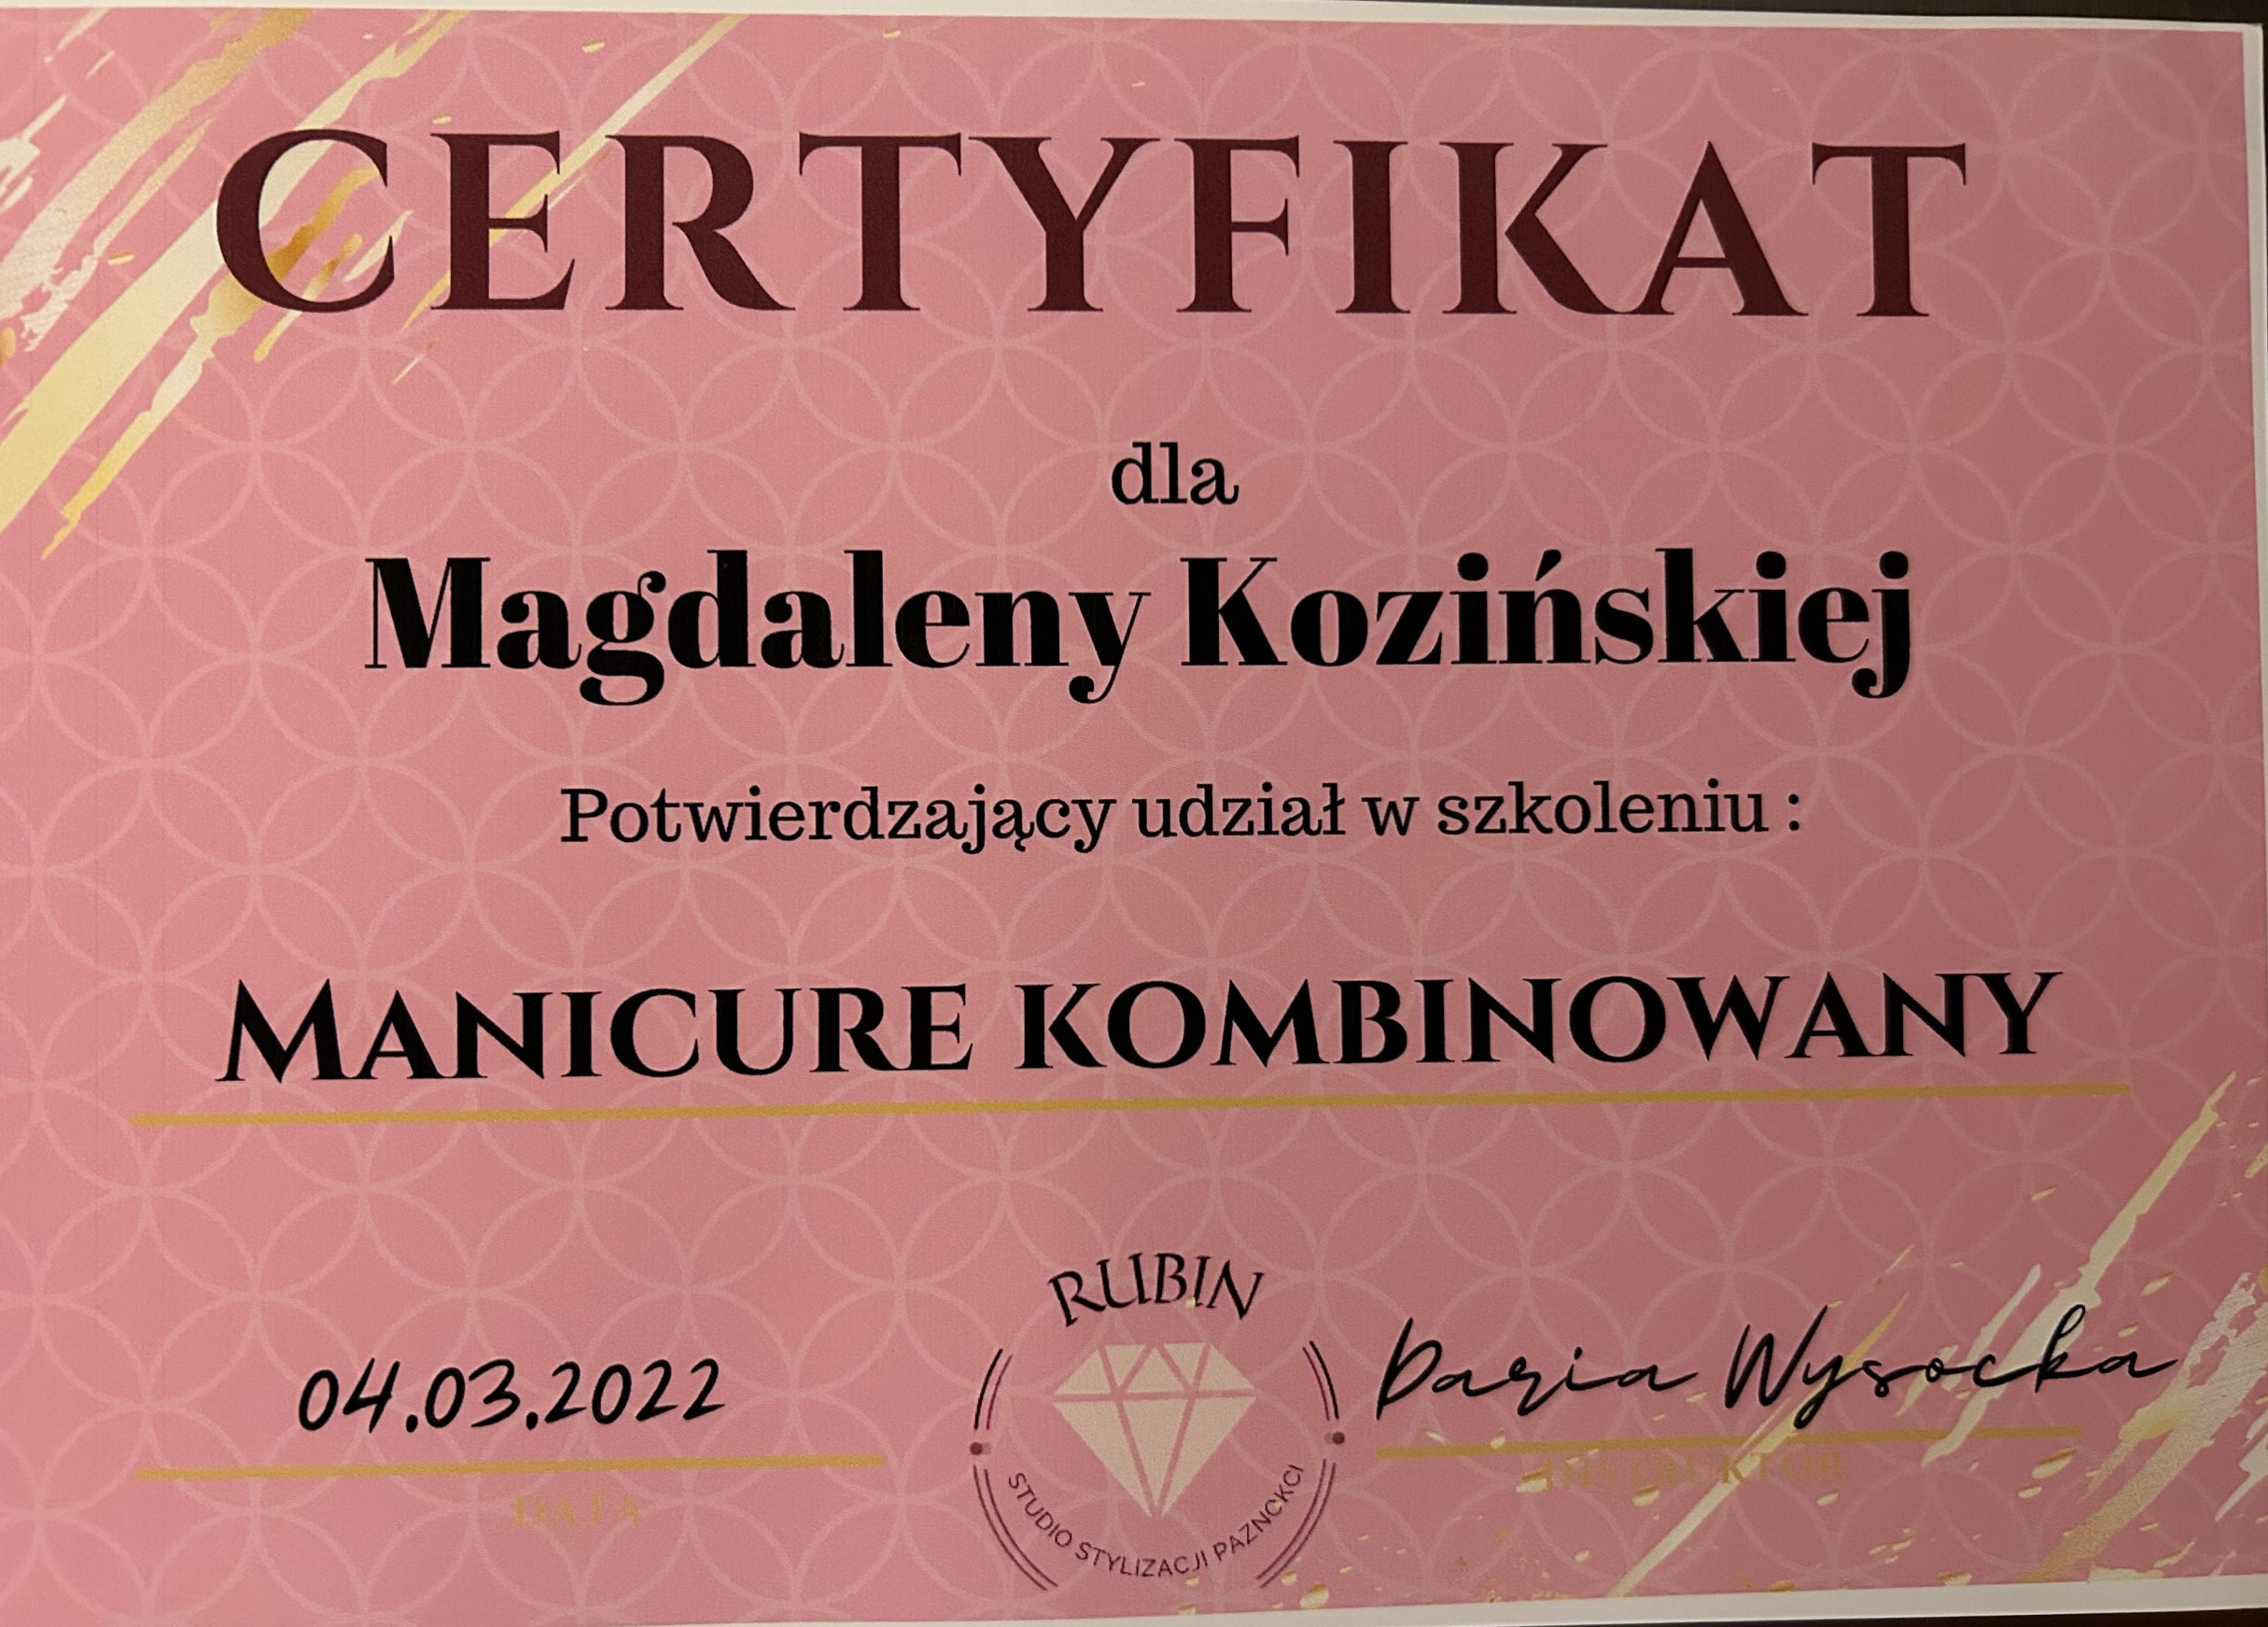 CERTYFIKAT
dla
Magdaleny Kozińskiej
Potwierdzający udział w szkoleniu :
MANICURE KOMBINOWANY
04.03.2022
DATA
RUBIN
STUDIO STYLIZACJI PAZNCKCI
Daria Wysocka
INSTRUKTOR